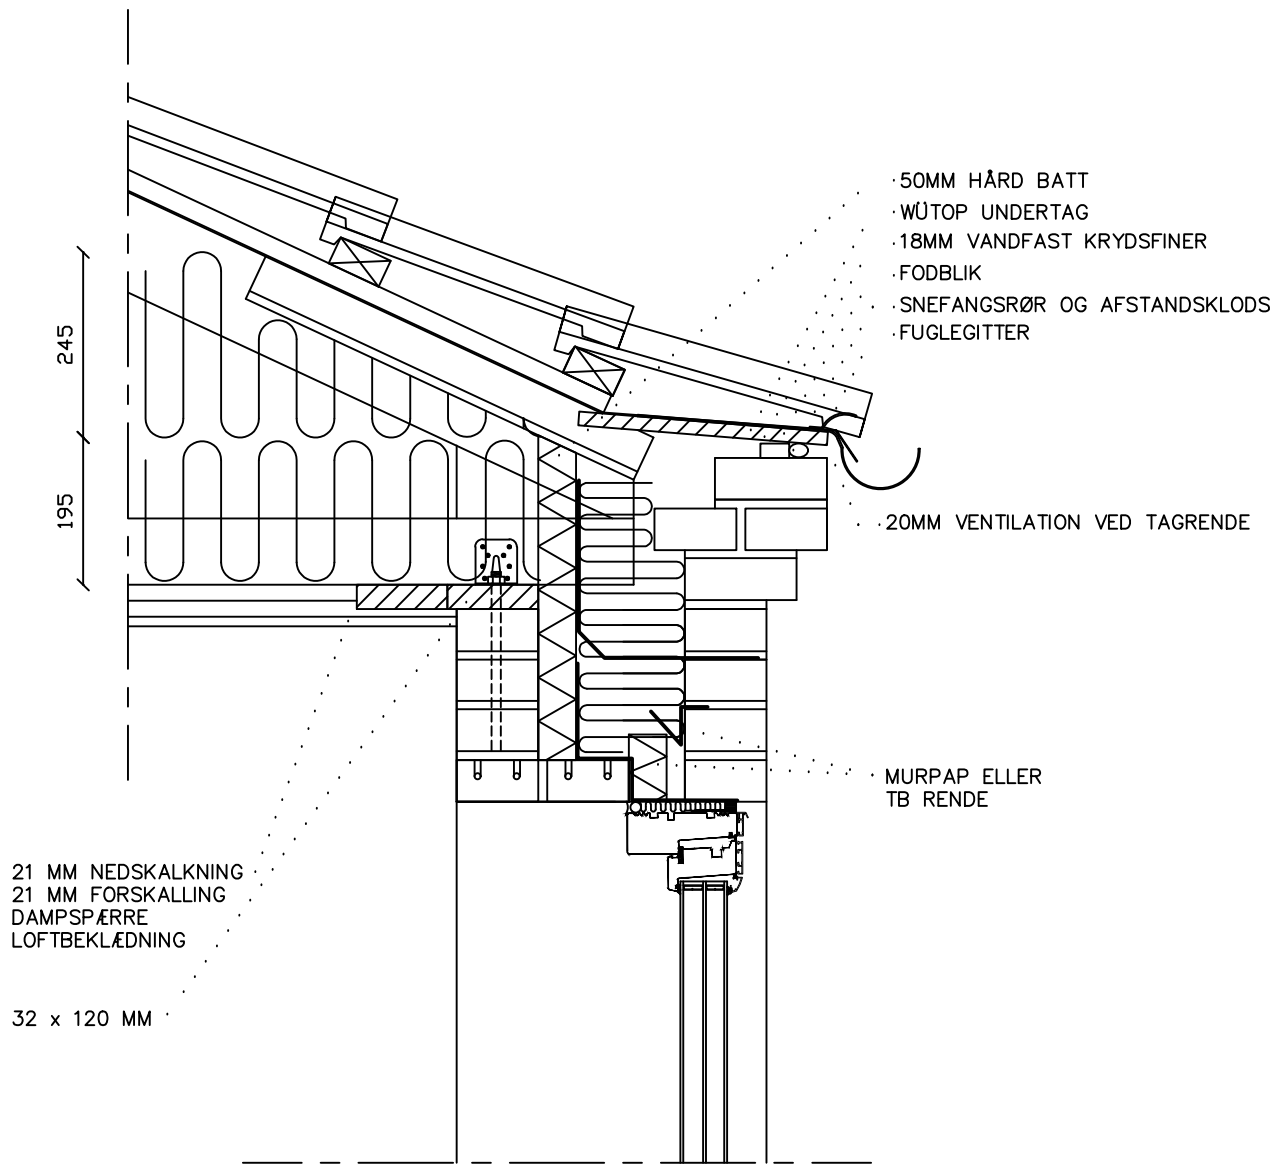 50MM HÅRD BATT
WÜTOP UNDERTAG
18MM VANDFAST KRYDSFINER
FODBLIK
SNEFANGSRØR OG AFSTANDSKLODS
FUGLEGITTER
245
195
20MM VENTILATION VED TAGRENDE
MURPAP ELLER
TB RENDE
21 MM NEDSKALKNING
21 MM FORSKALLING
DAMPSPÆRRE
LOFTBEKLÆDNING
32 x 120 MM